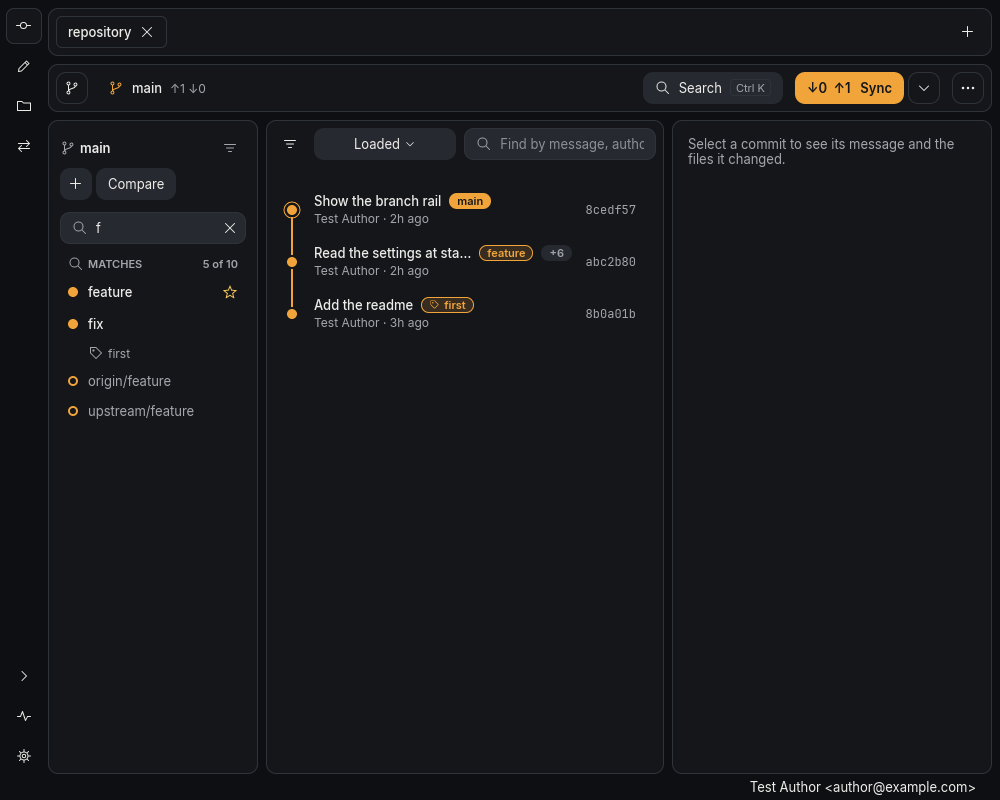 repository
main ↑1 ↓0
Search Ctrl K
↓0 ↑1 Sync
main
Compare
f
MATCHES 5 of 10
feature
fix
first
origin/feature
upstream/feature
Loaded
Find by message, autho
Show the branch rail main
Test Author · 2h ago
8cedf57
Read the settings at sta… feature +6
Test Author · 2h ago
abc2b80
Add the readme first
Test Author · 3h ago
8b0a01b
Select a commit to see its message and the
files it changed.
Test Author <author@example.com>